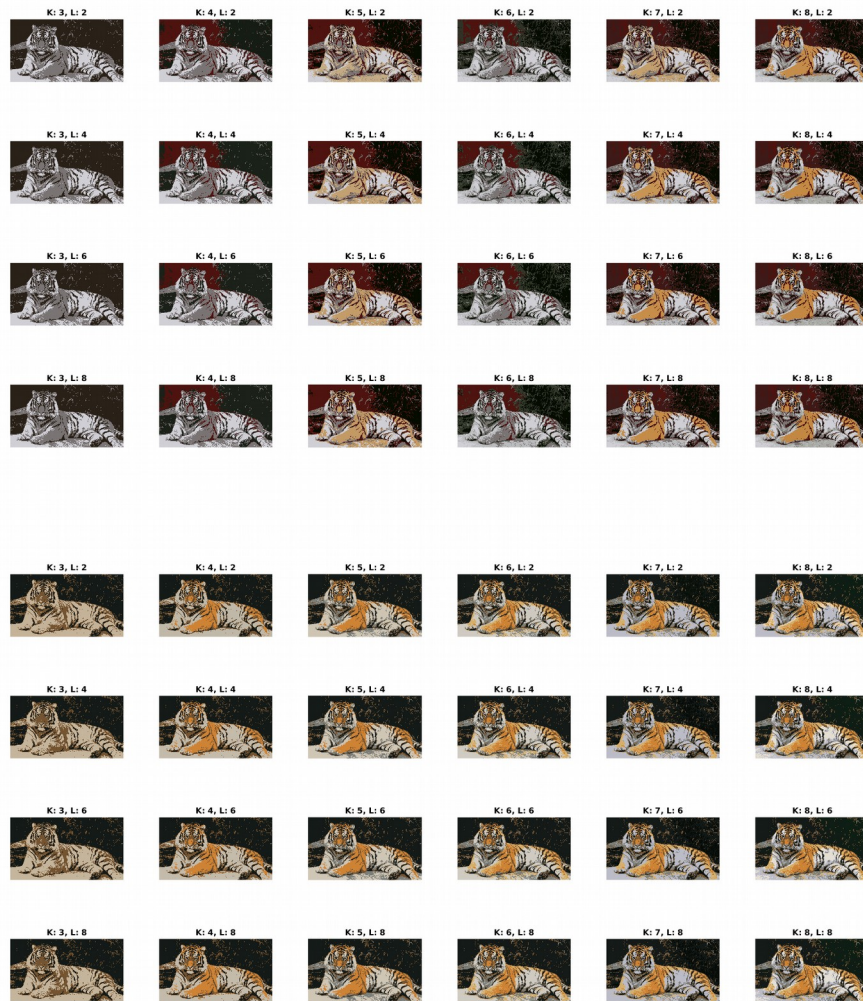 K: 3, L: 2 K: 4, L: 2 K: 5, L: 2 K: 6, L: 2 K: 7, L: 2 K: 8, L: 2
K: 3, L: 4 K: 4, L: 4 K: 5, L: 4 K: 6, L: 4 K: 7, L: 4 K: 8, L: 4
K: 3, L: 6 K: 4, L: 6 K: 5, L: 6 K: 6, L: 6 K: 7, L: 6 K: 8, L: 6
K: 3, L: 8 K: 4, L: 8 K: 5, L: 8 K: 6, L: 8 K: 7, L: 8 K: 8, L: 8
K: 3, L: 2 K: 4, L: 2 K: 5, L: 2 K: 6, L: 2 K: 7, L: 2 K: 8, L: 2
K: 3, L: 4 K: 4, L: 4 K: 5, L: 4 K: 6, L: 4 K: 7, L: 4 K: 8, L: 4
K: 3, L: 6 K: 4, L: 6 K: 5, L: 6 K: 6, L: 6 K: 7, L: 6 K: 8, L: 6
K: 3, L: 8 K: 4, L: 8 K: 5, L: 8 K: 6, L: 8 K: 7, L: 8 K: 8, L: 8